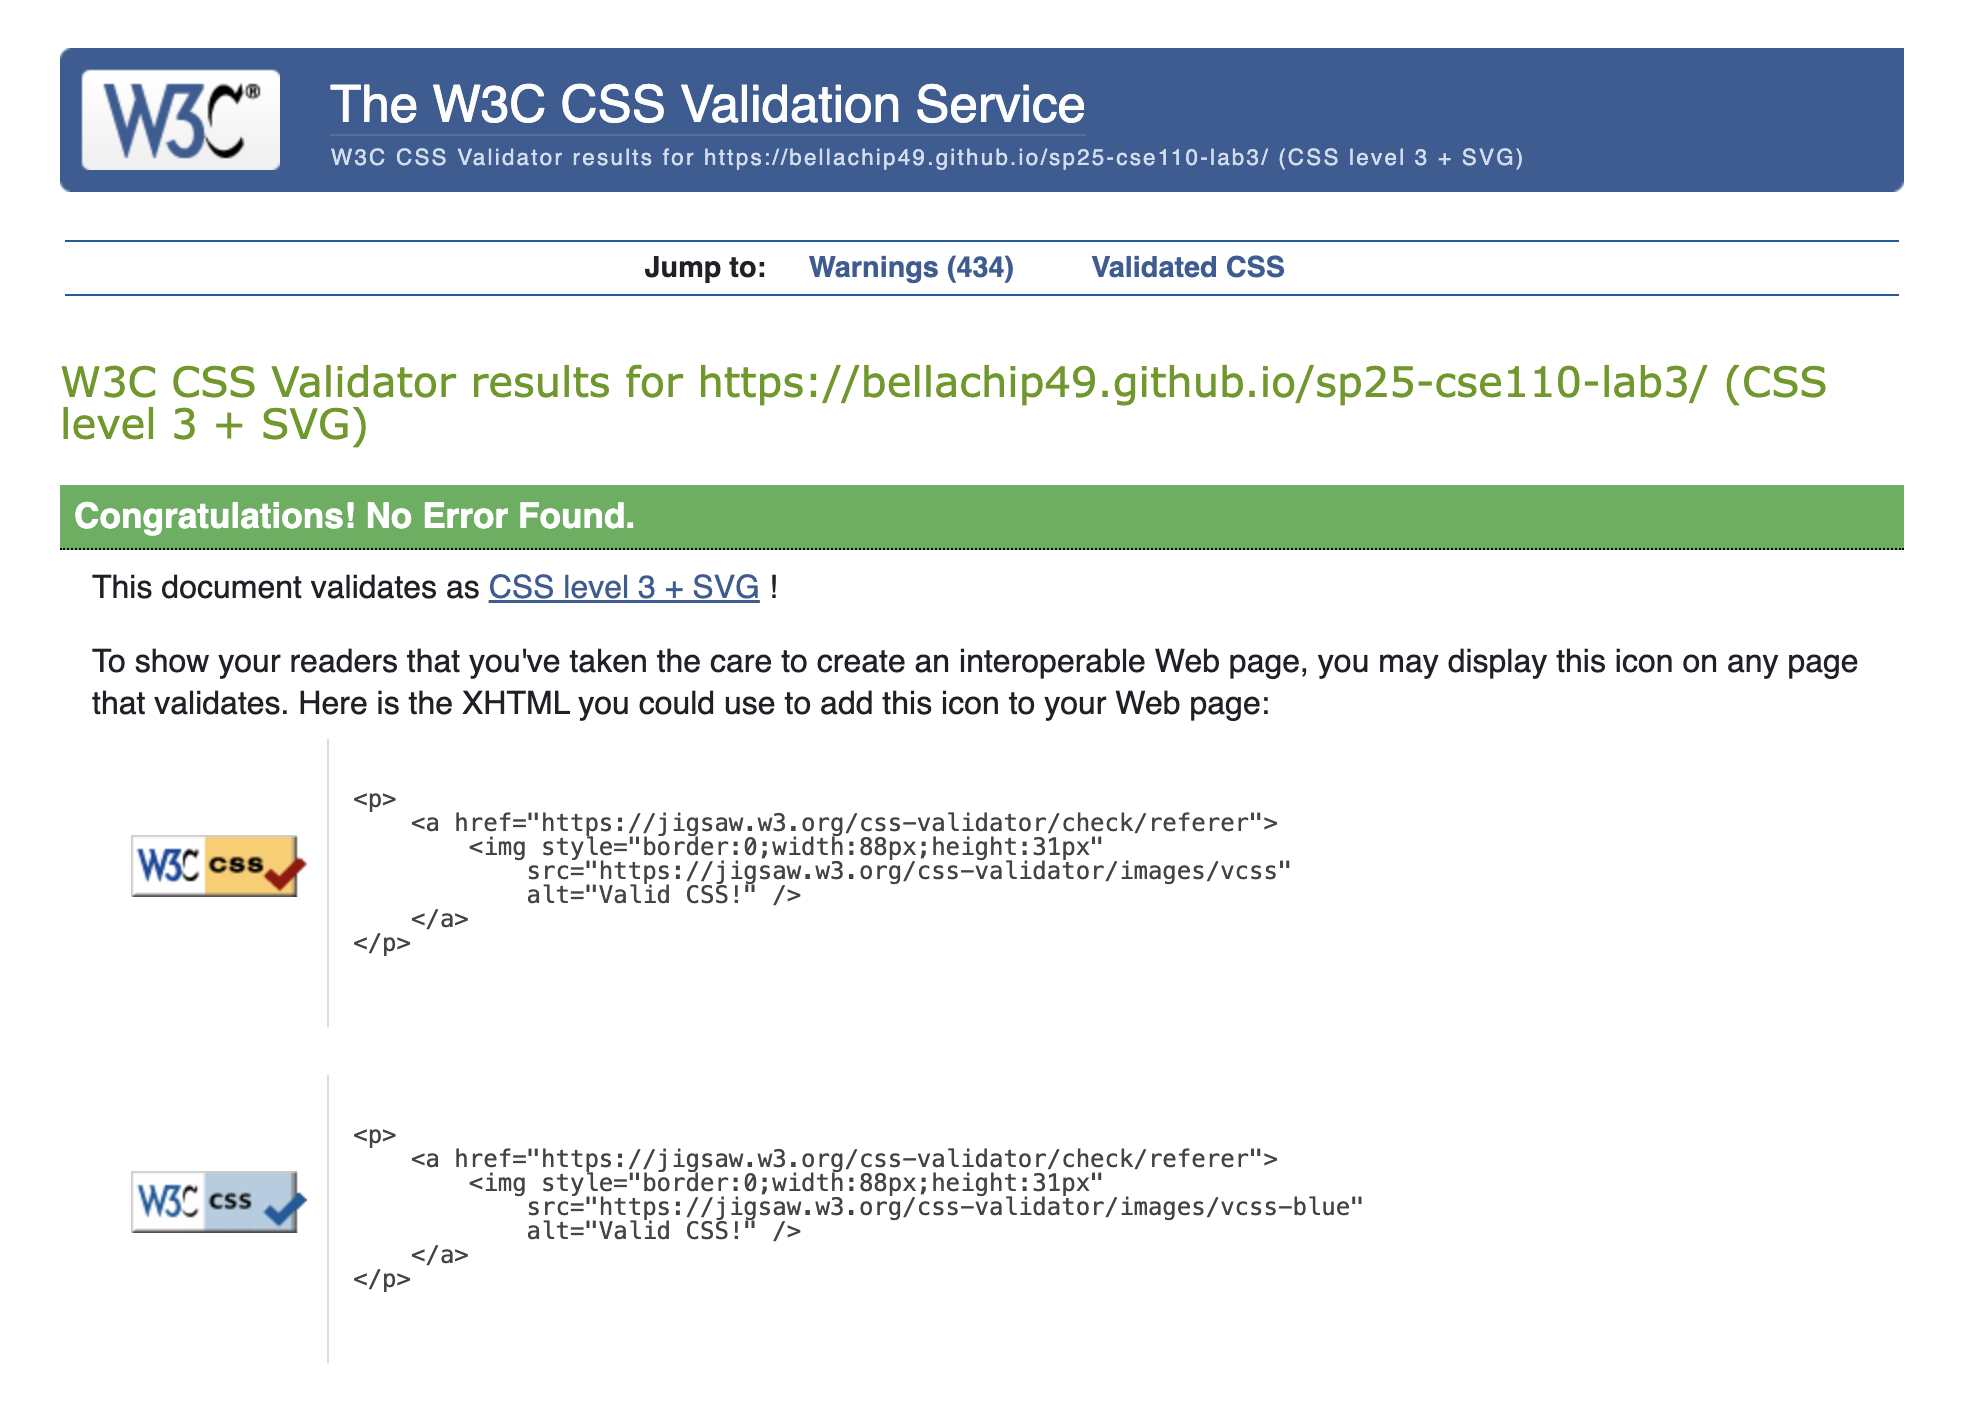 W3C®
The W3C CSS Validation Service
W3C CSS Validator results for https://bellachip49.github.io/sp25-cse110-lab3/ (CSS level 3 + SVG)
Jump to: Warnings (434) Validated CSS
W3C CSS Validator results for https://bellachip49.github.io/sp25-cse110-lab3/ (CSS
level 3 + SVG)
Congratulations! No Error Found.
This document validates as CSS level 3 + SVG !
To show your readers that you've taken the care to create an interoperable Web page, you may display this icon on any page
that validates. Here is the XHTML you could use to add this icon to your Web page:
W3C css
<p>
    <a href="https://jigsaw.w3.org/css-validator/check/referer">
        <img style="border:0;width:88px;height:31px"
            src="https://jigsaw.w3.org/css-validator/images/vcss"
            alt="Valid CSS!" />
    </a>
</p>
W3C css
<p>
    <a href="https://jigsaw.w3.org/css-validator/check/referer">
        <img style="border:0;width:88px;height:31px"
            src="https://jigsaw.w3.org/css-validator/images/vcss-blue"
            alt="Valid CSS!" />
    </a>
</p>